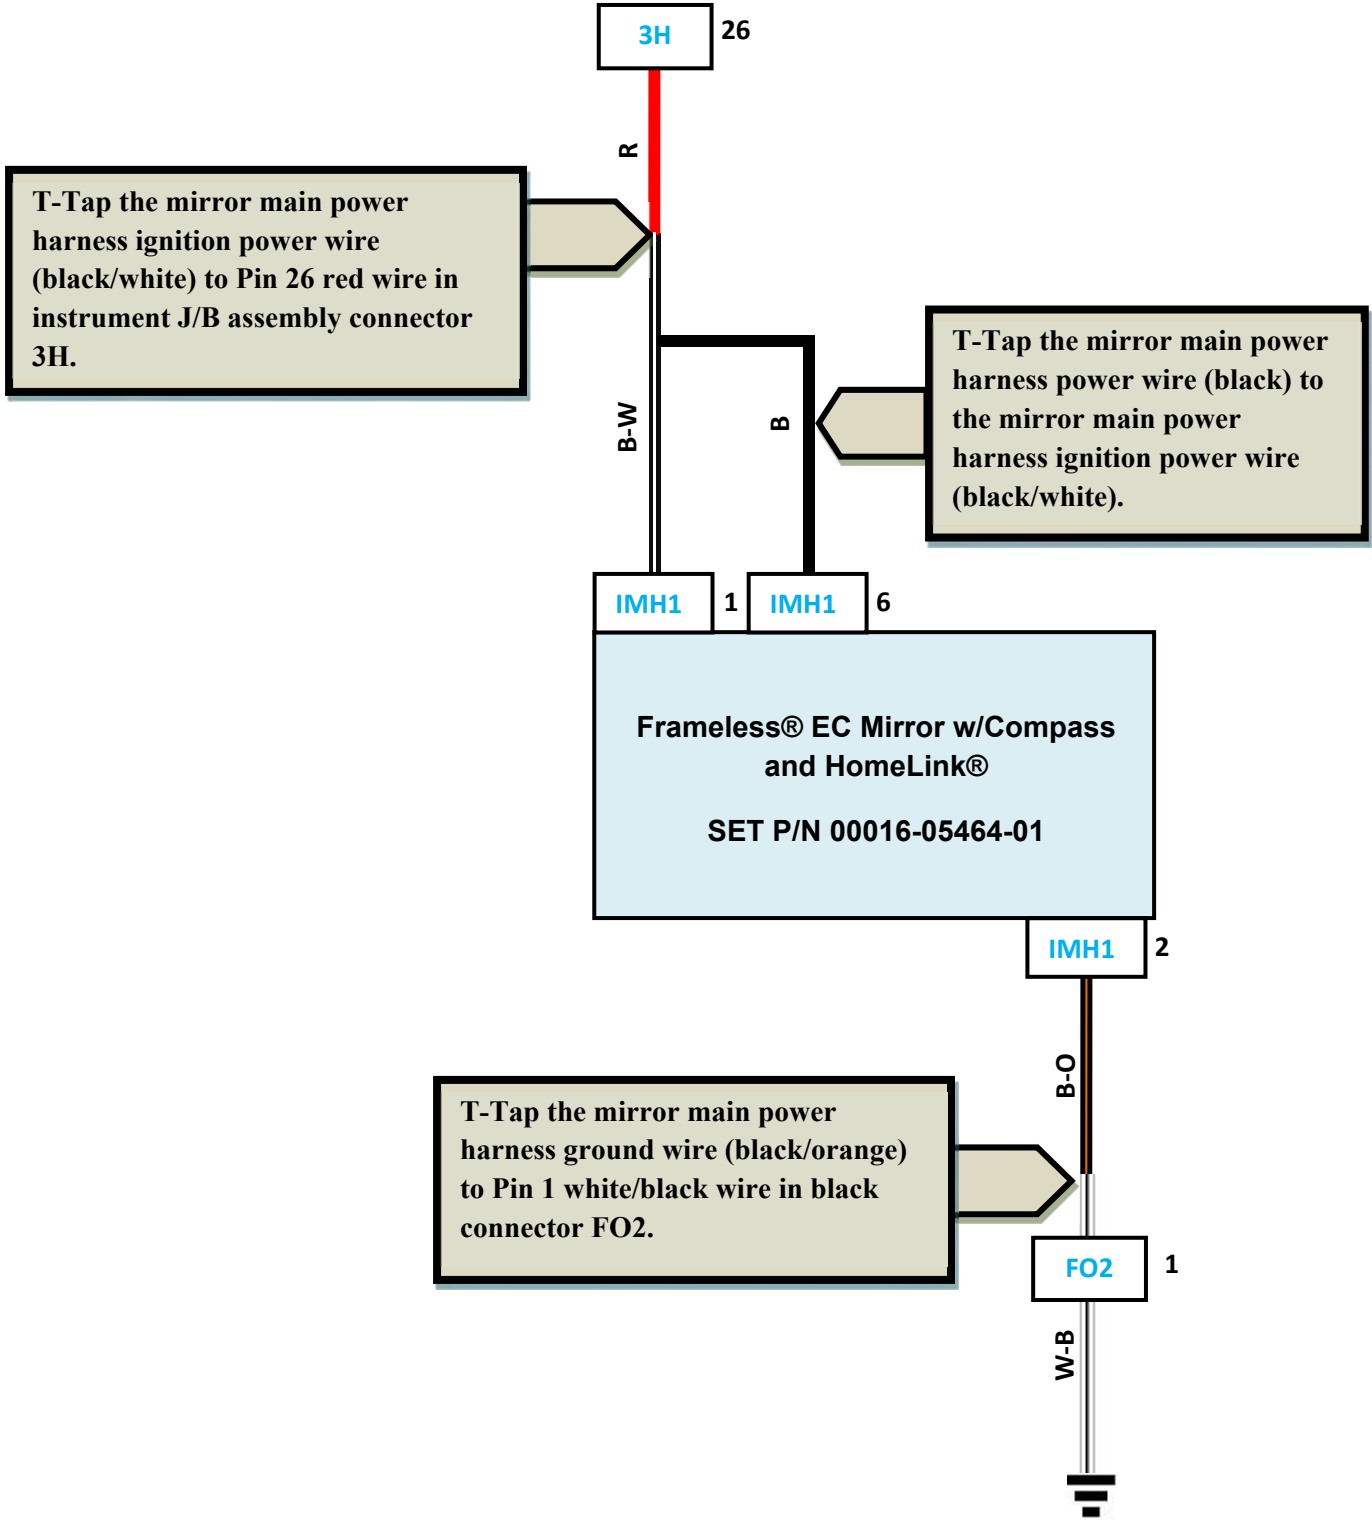 3H 26
R
T-Tap the mirror main power
harness ignition power wire
(black/white) to Pin 26 red wire in
instrument J/B assembly connector
3H.
T-Tap the mirror main power
harness power wire (black) to
the mirror main power
harness ignition power wire
(black/white).
B-W
B
IMH1 1 IMH1 6
Frameless® EC Mirror w/Compass
and HomeLink®
SET P/N 00016-05464-01
IMH1 2
B-O
T-Tap the mirror main power
harness ground wire (black/orange)
to Pin 1 white/black wire in black
connector FO2.
FO2 1
W-B